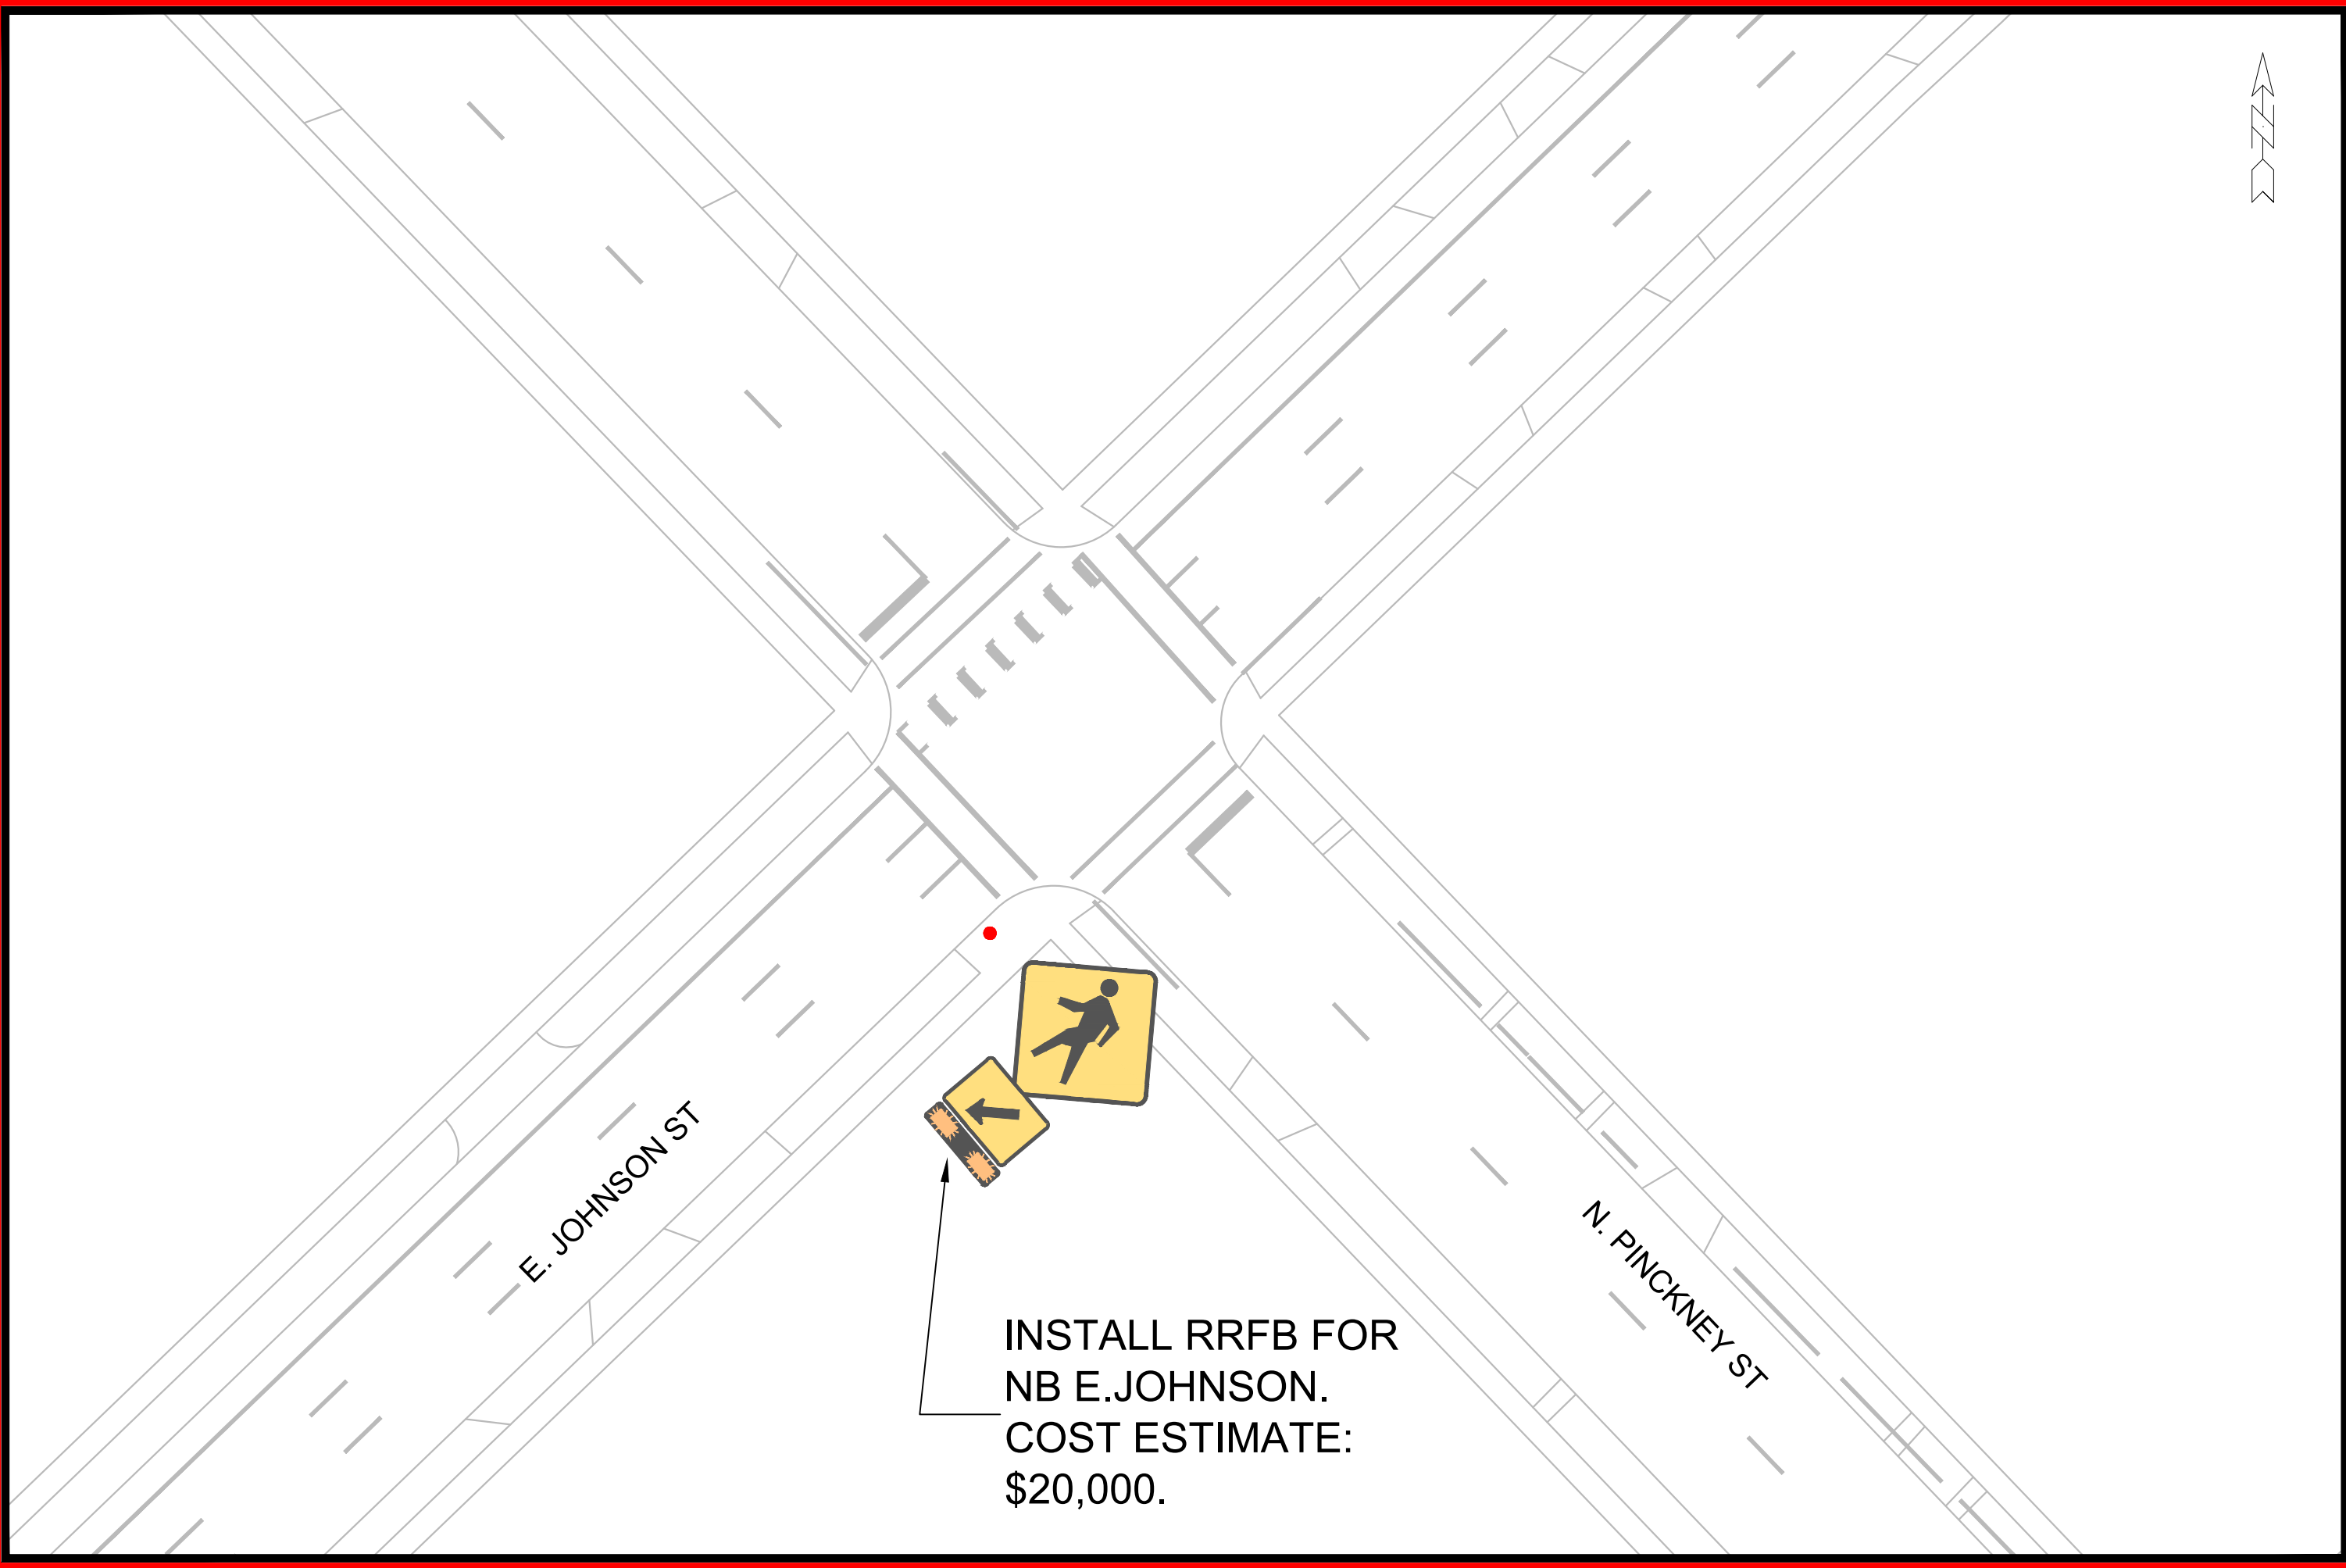 E. JOHNSON ST
N. PINCKNEY ST
INSTALL RRFB FOR
NB E.JOHNSON.
COST ESTIMATE:
$20,000.